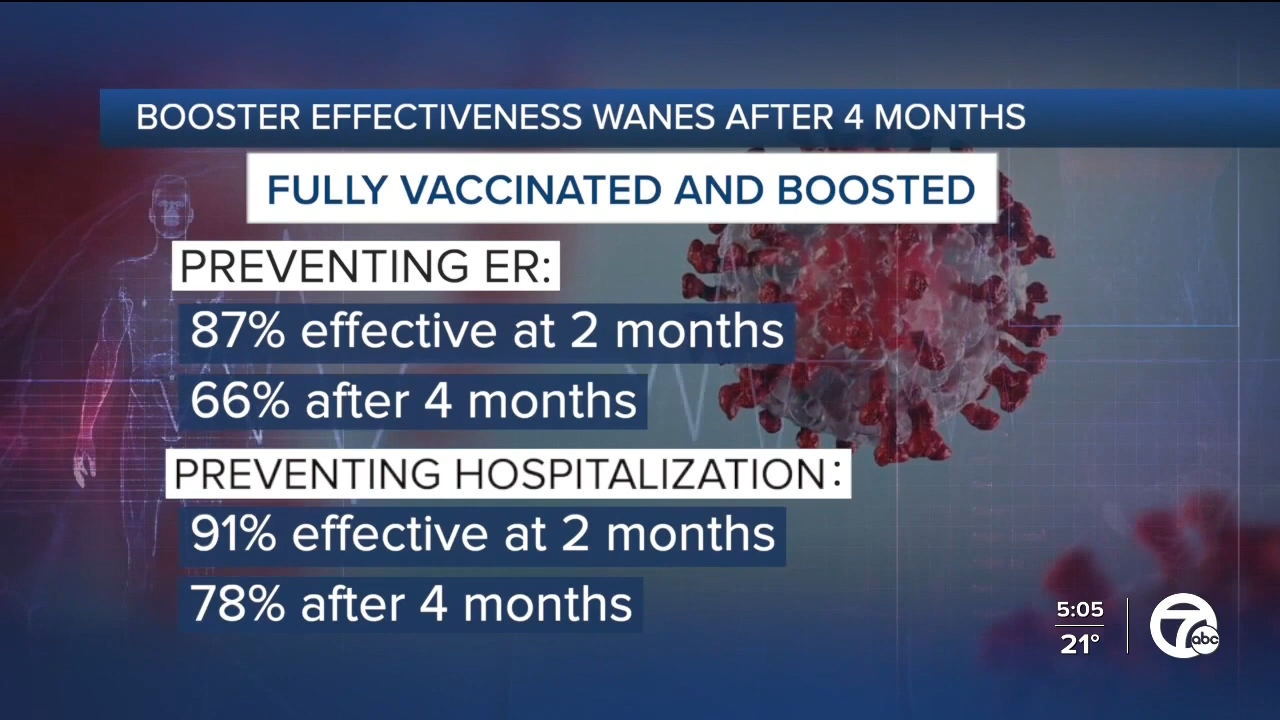 BOOSTER EFFECTIVENESS WANES AFTER 4 MONTHS
FULLY VACCINATED AND BOOSTED
PREVENTING ER:
87% effective at 2 months
66% after 4 months
PREVENTING HOSPITALIZATION:
91% effective at 2 months
78% after 4 months
5:05
21°
7 abc